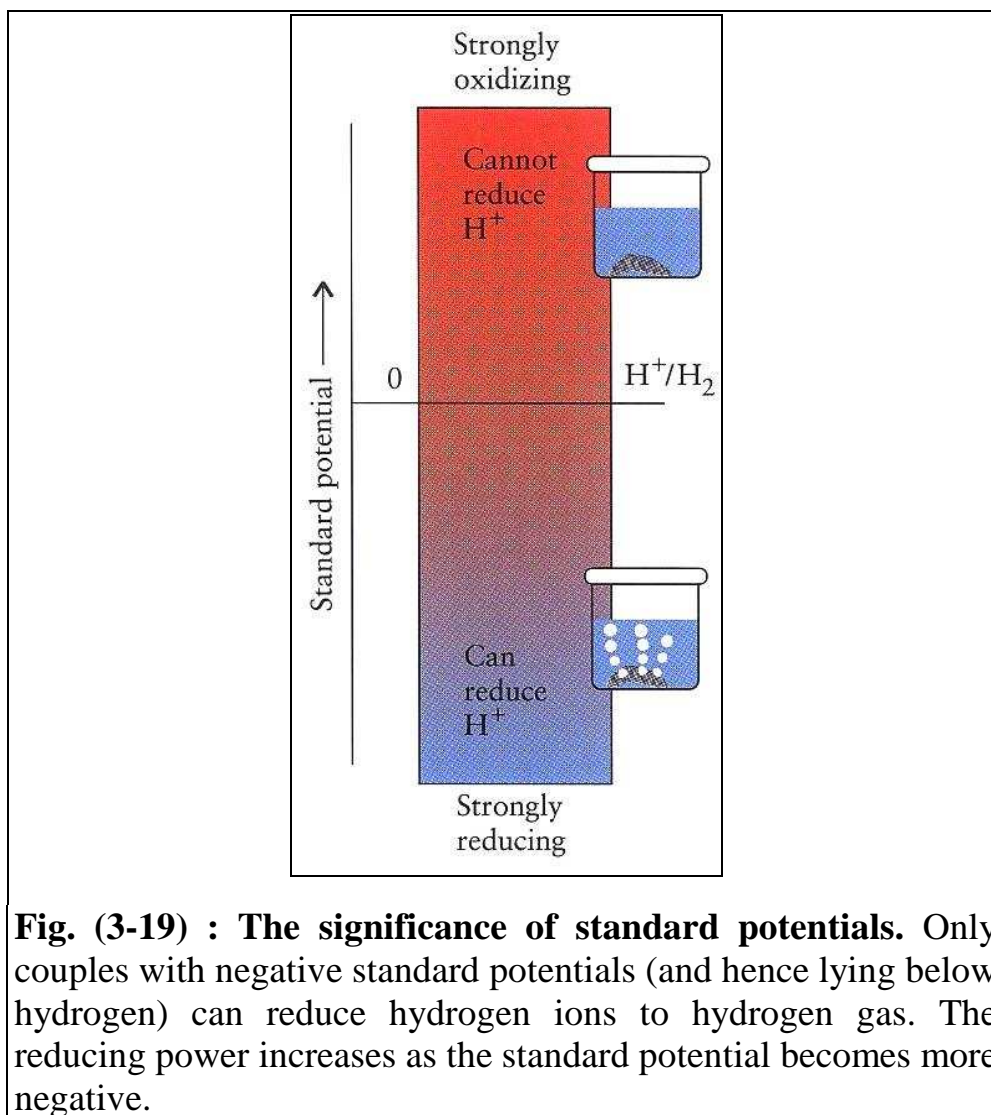 Strongly
oxidizing
Cannot
reduce
H⁺
Standard potential →
0
H⁺/H₂
Can
reduce
H⁺
Strongly
reducing
Fig. (3-19) : The significance of standard potentials. Only
couples with negative standard potentials (and hence lying below
hydrogen) can reduce hydrogen ions to hydrogen gas. The
reducing power increases as the standard potential becomes more
negative.